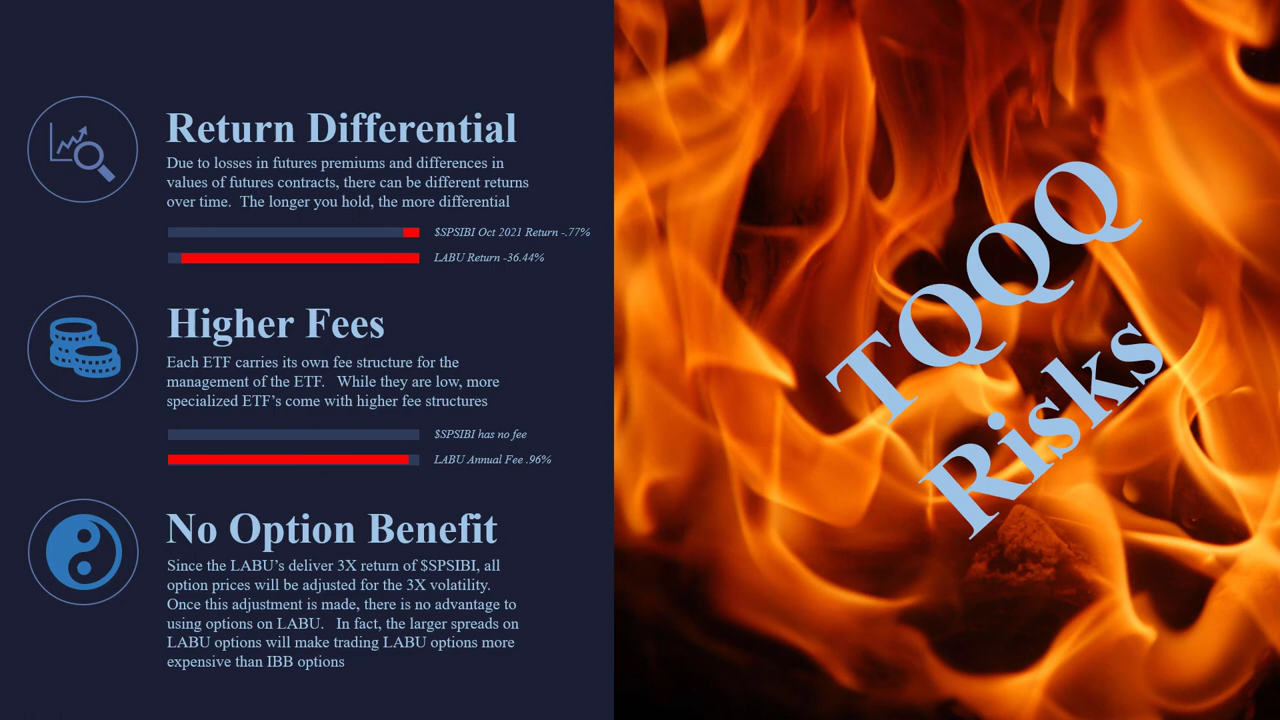 Return Differential
Due to losses in futures premiums and differences in
values of futures contracts, there can be different returns
over time.  The longer you hold, the more differential
$SPSIBI Oct 2021 Return -.77%
LABU Return -36.44%
Higher Fees
Each ETF carries its own fee structure for the
management of the ETF.   While they are low, more
specialized ETF’s come with higher fee structures
$SPSIBI has no fee
LABU Annual Fee .96%
No Option Benefit
Since the LABU’s deliver 3X return of $SPSIBI, all
option prices will be adjusted for the 3X volatility.
Once this adjustment is made, there is no advantage to
using options on LABU.   In fact, the larger spreads on
LABU options will make trading LABU options more
expensive than IBB options
TQQQ
Risks